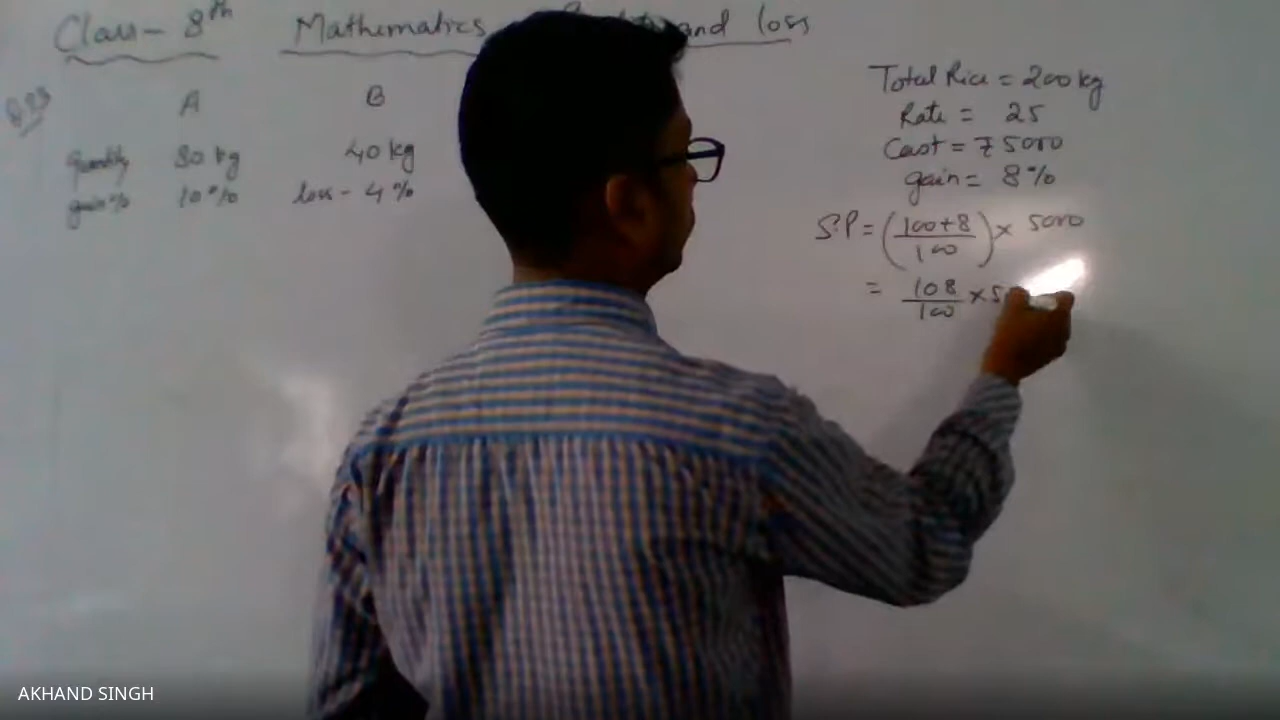 Class- 8th Mathematics and loss
A B
Quantity 80 kg 40 kg
gain% 10% loss- 4%
Total Rice = 200 kg
Rate = 25
Cost = ₹ 5000
gain = 8%
S.P = (100+8/100) × 5000
= 108/100 × 5
AKHAND SINGH